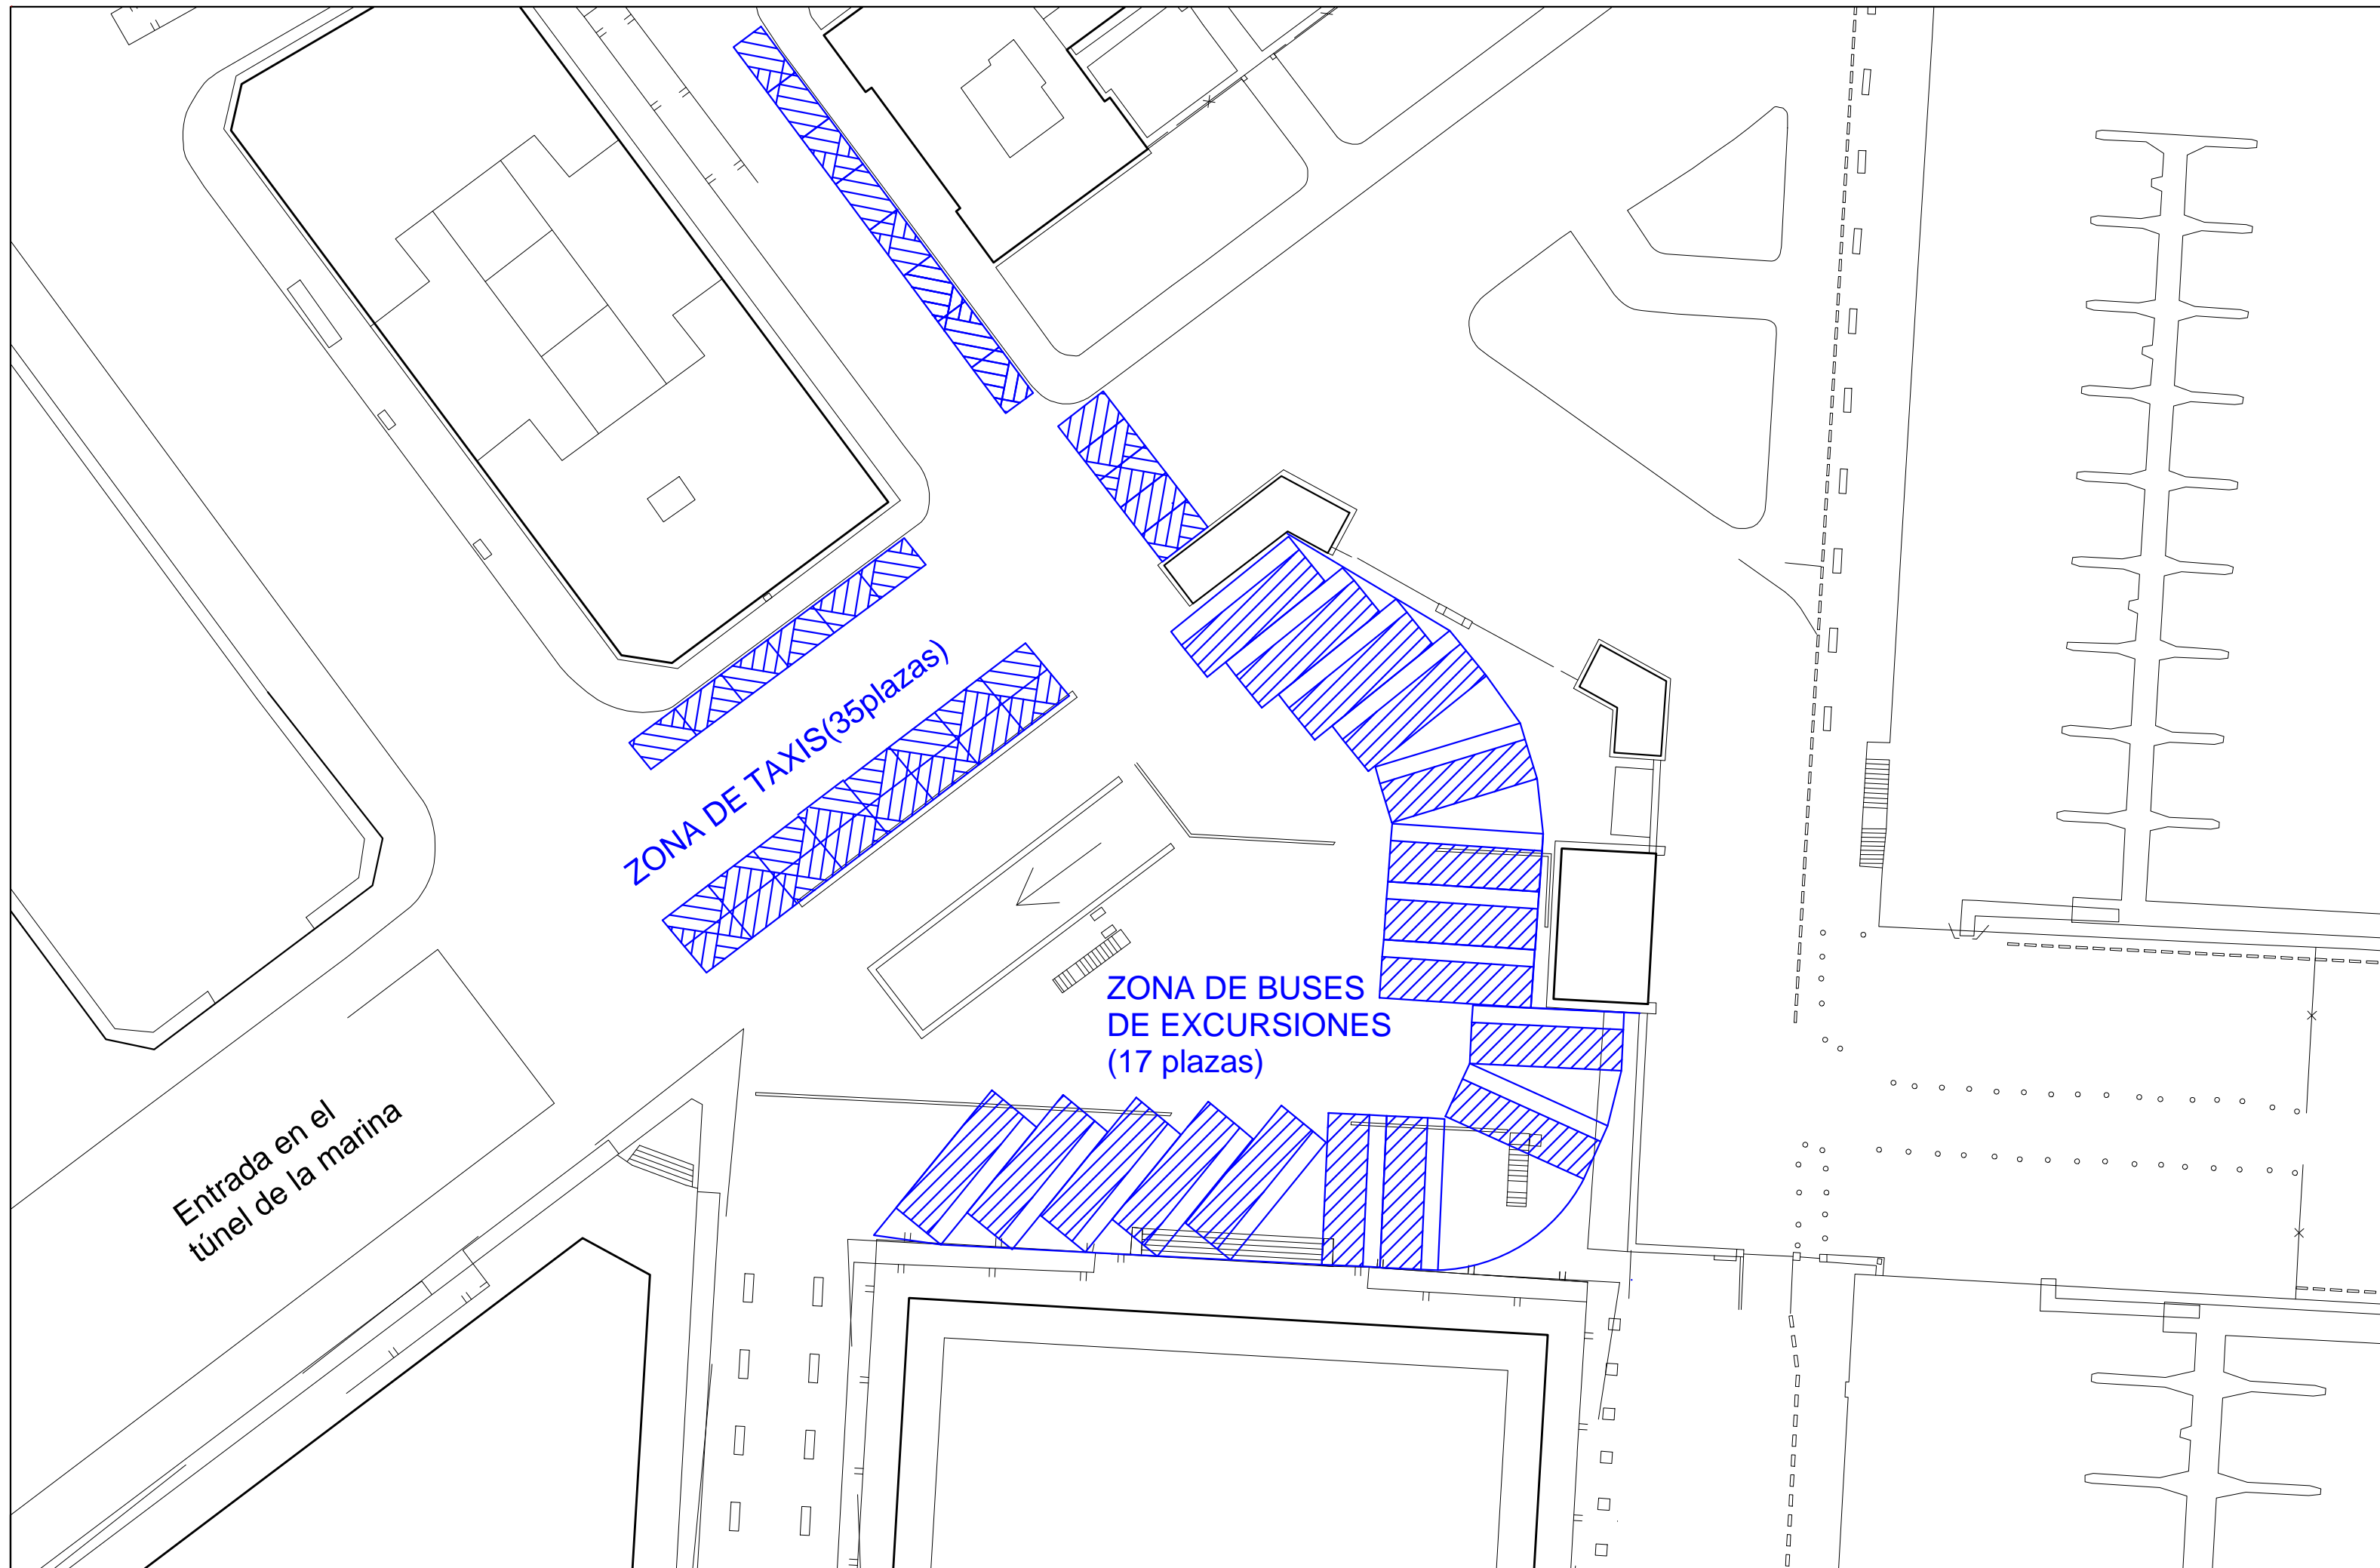 ZONA DE TAXIS(35plazas)
ZONA DE BUSES
DE EXCURSIONES
(17 plazas)
Entrada en el
túnel de la marina